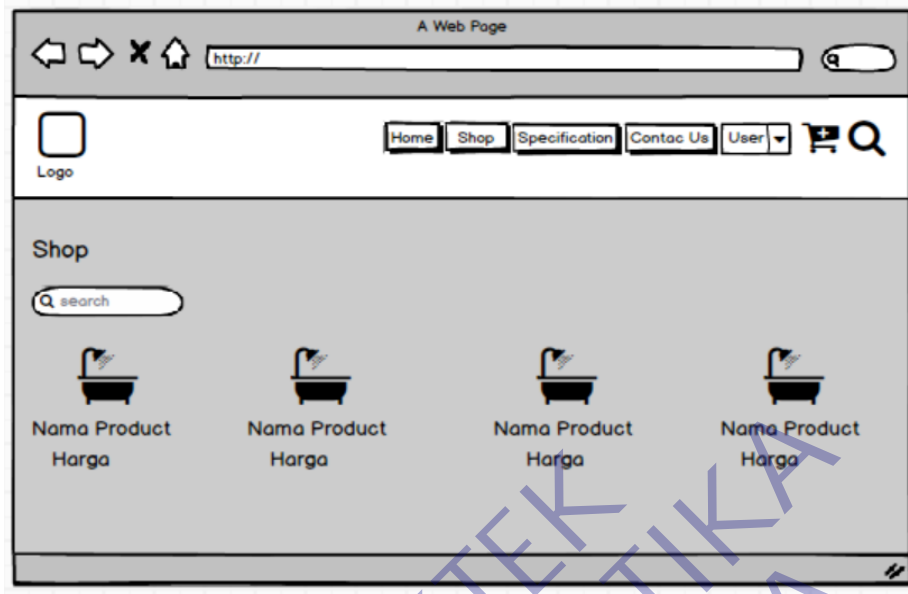 A Web Page
http://
Home Shop Specification Contac Us User
Logo
Shop
search
Nama Product Nama Product Nama Product Nama Product
Harga Harga Harga Harga